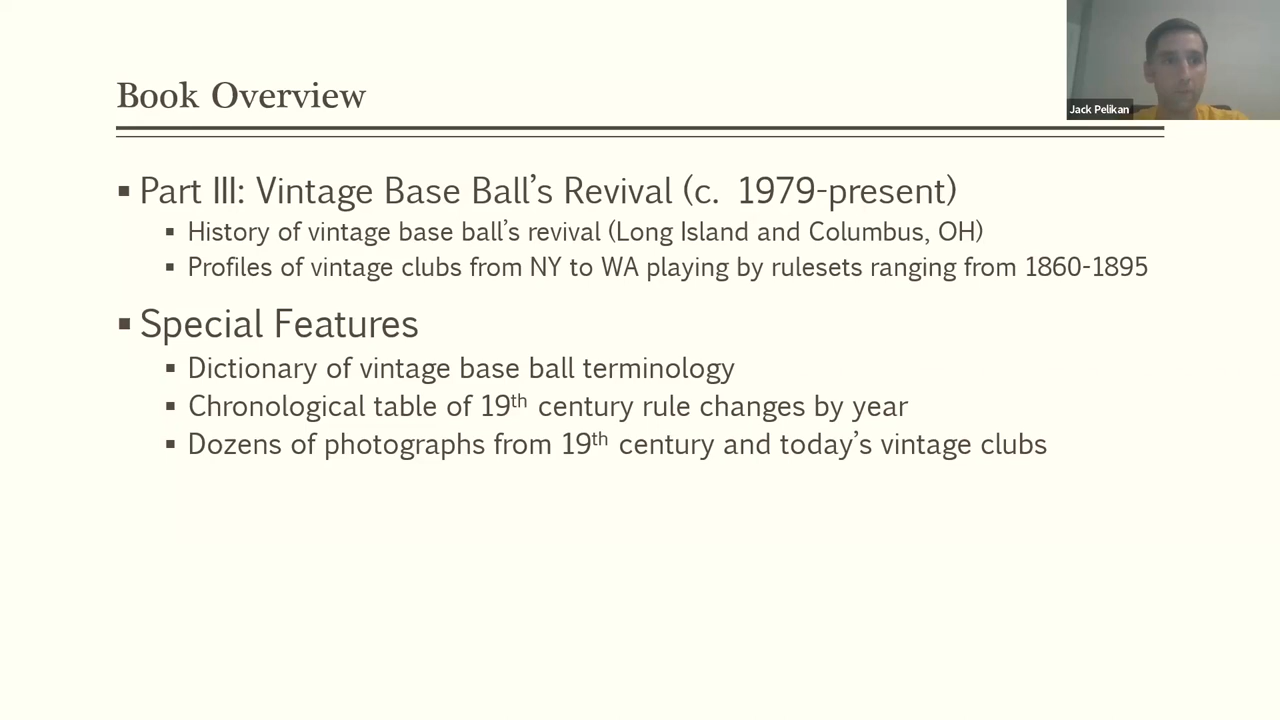 Book Overview
Jack Pelikan
▪ Part III: Vintage Base Ball’s Revival (c. 1979-present)
▪ History of vintage base ball’s revival (Long Island and Columbus, OH)
▪ Profiles of vintage clubs from NY to WA playing by rulesets ranging from 1860-1895
▪ Special Features
▪ Dictionary of vintage base ball terminology
▪ Chronological table of 19th century rule changes by year
▪ Dozens of photographs from 19th century and today’s vintage clubs